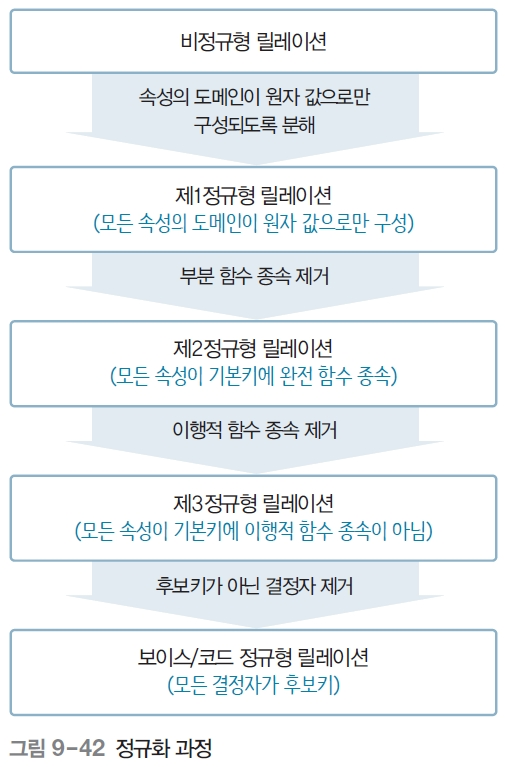 비정규형 릴레이션
속성의 도메인이 원자 값으로만
구성되도록 분해
제1정규형 릴레이션
(모든 속성의 도메인이 원자 값으로만 구성)
부분 함수 종속 제거
제2정규형 릴레이션
(모든 속성이 기본키에 완전 함수 종속)
이행적 함수 종속 제거
제3정규형 릴레이션
(모든 속성이 기본키에 이행적 함수 종속이 아님)
후보키가 아닌 결정자 제거
보이스/코드 정규형 릴레이션
(모든 결정자가 후보키)
그림 9-42 정규화 과정